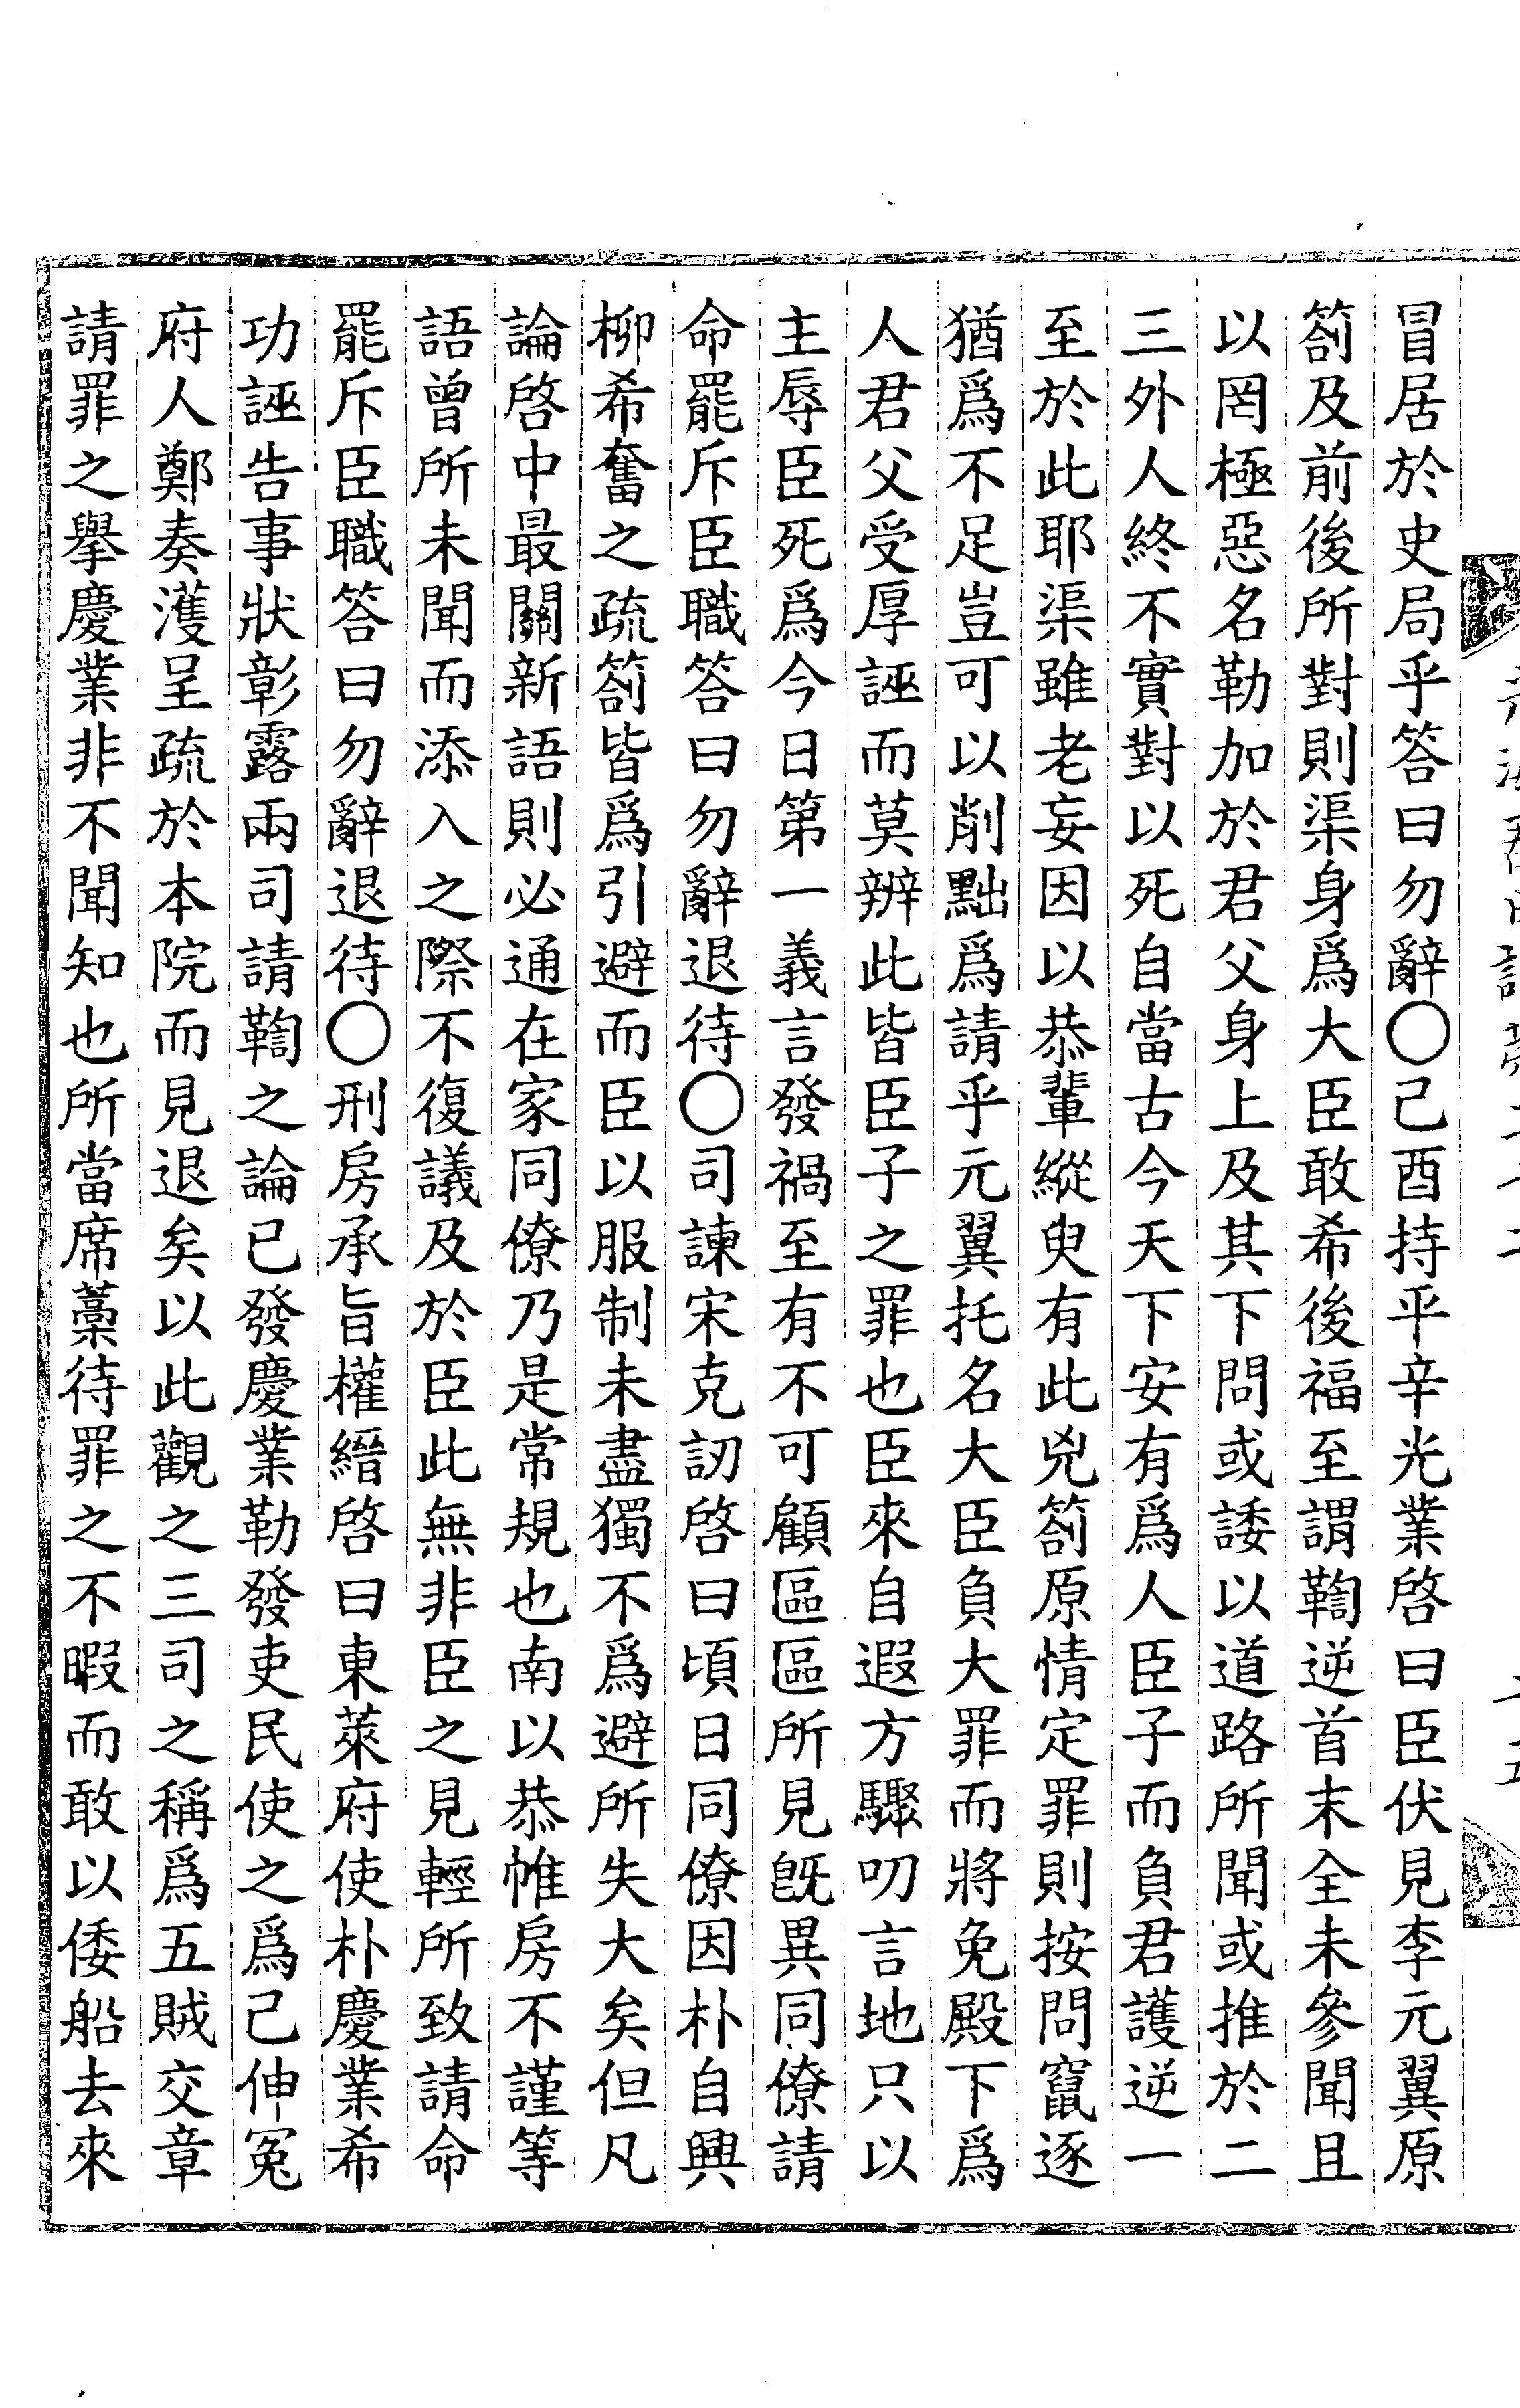 冒居於史局乎答曰勿辭○己酉持平辛光業啓曰臣伏見李元翼原
箚及前後所對則渠身爲大臣敢希後福至謂鞫逆首末全未參聞且
以罔極惡名勒加於君父身上及其下問或諉以道路所聞或推於二
三外人終不實對以死自當古今天下安有爲人臣子而負君護逆一
至於此耶渠雖老妄因以恭輩縱臾有此兇箚原情定罪則按問竄逐
猶爲不足豈可以削黜爲請乎元翼托名大臣負大罪而將免殿下爲
人君父受厚誣而莫辨此皆臣子之罪也臣來自遐方驟叨言地只以
主辱臣死爲今日第一義言發禍至有不可顧區區所見旣異同僚請
命罷斥臣職答曰勿辭退待○司諫宋克訒啓曰頃日同僚因朴自興
柳希奮之疏箚皆爲引避而臣以服制未盡獨不爲避所失大矣但凡
論啓中最關新語則必通在家同僚乃是常規也南以恭帷房不謹等
語曾所未聞而添入之際不復議及於臣此無非臣之見輕所致請命
罷斥臣職答曰勿辭退待○刑房承旨權縉啓曰東萊府使朴慶業希
功誣告事狀彰露兩司請鞫之論已發慶業勒發吏民使之爲己伸冤
府人鄭奏濩呈疏於本院而見退矣以此觀之三司之稱爲五賊交章
請罪之擧慶業非不聞知也所當席藁待罪之不暇而敢以倭船去來